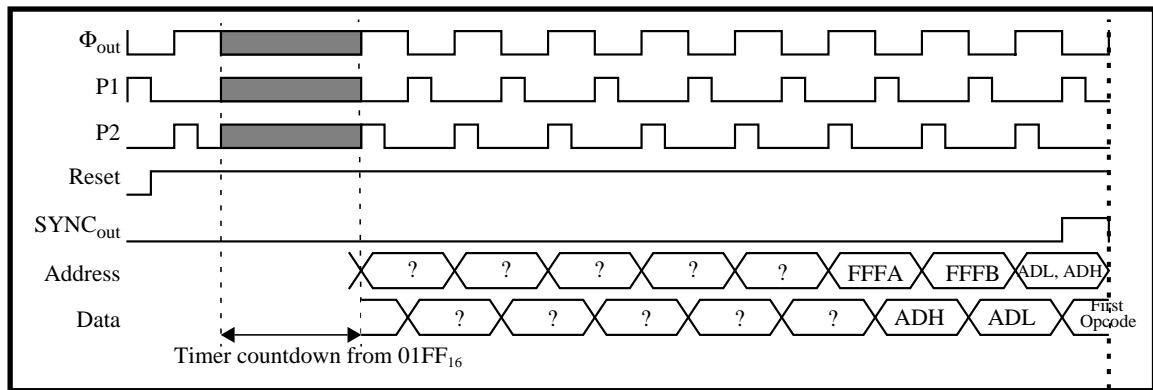 Φout
P1
P2
Reset
SYNCout
Address ? ? ? ? ? FFFA FFFB ADL, ADH
Data ? ? ? ? ? ADH ADL First Opcode
Timer countdown from 01FF16